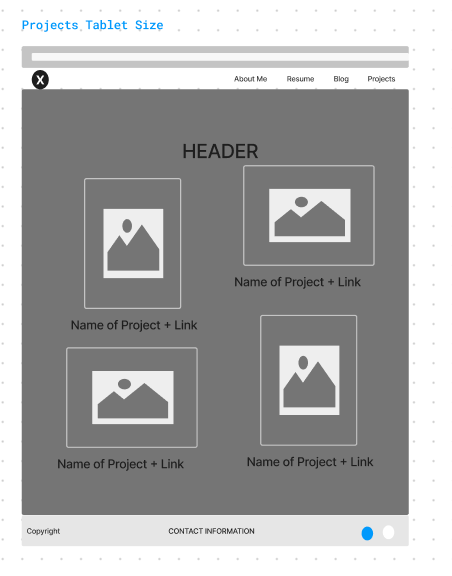 Projects Tablet Size
X
About Me Resume Blog Projects
HEADER
Name of Project + Link
Name of Project + Link
Name of Project + Link
Name of Project + Link
Copyright CONTACT INFORMATION